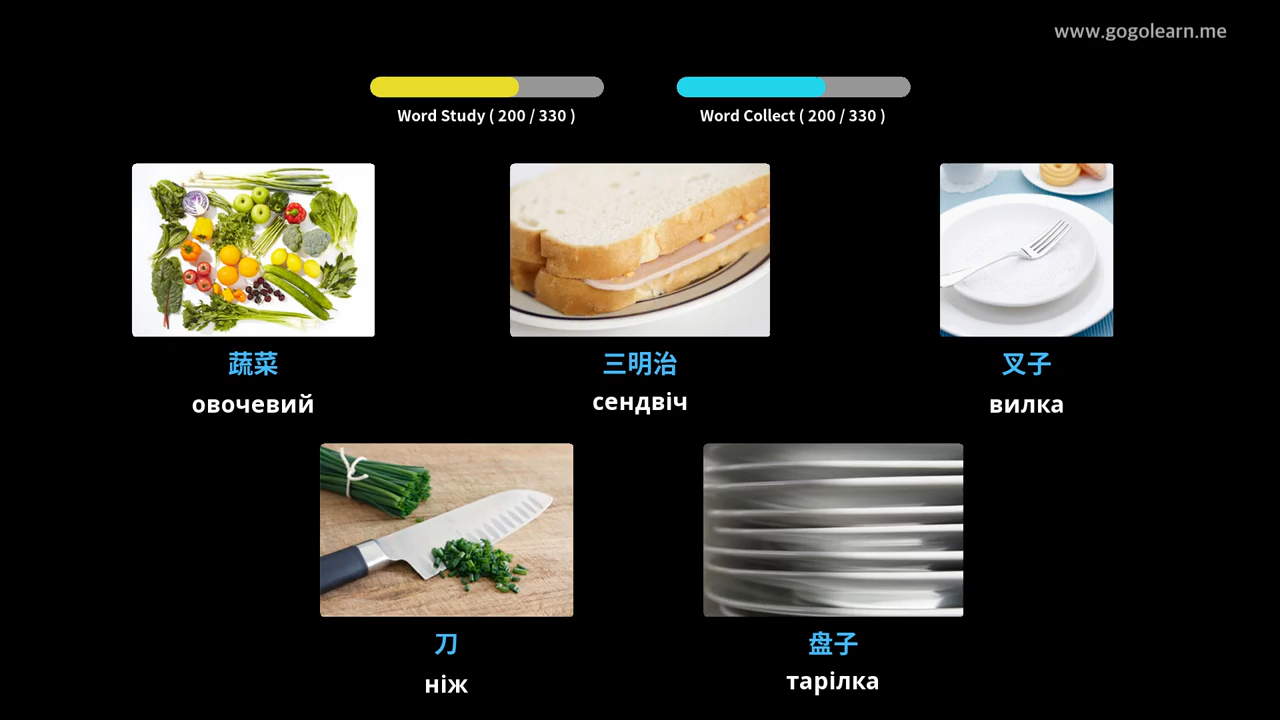 www.gogolearn.me
Word Study ( 200 / 330 )
Word Collect ( 200 / 330 )
蔬菜
овочевий
三明治
сендвіч
叉子
вилка
刀
ніж
盘子
тарілка